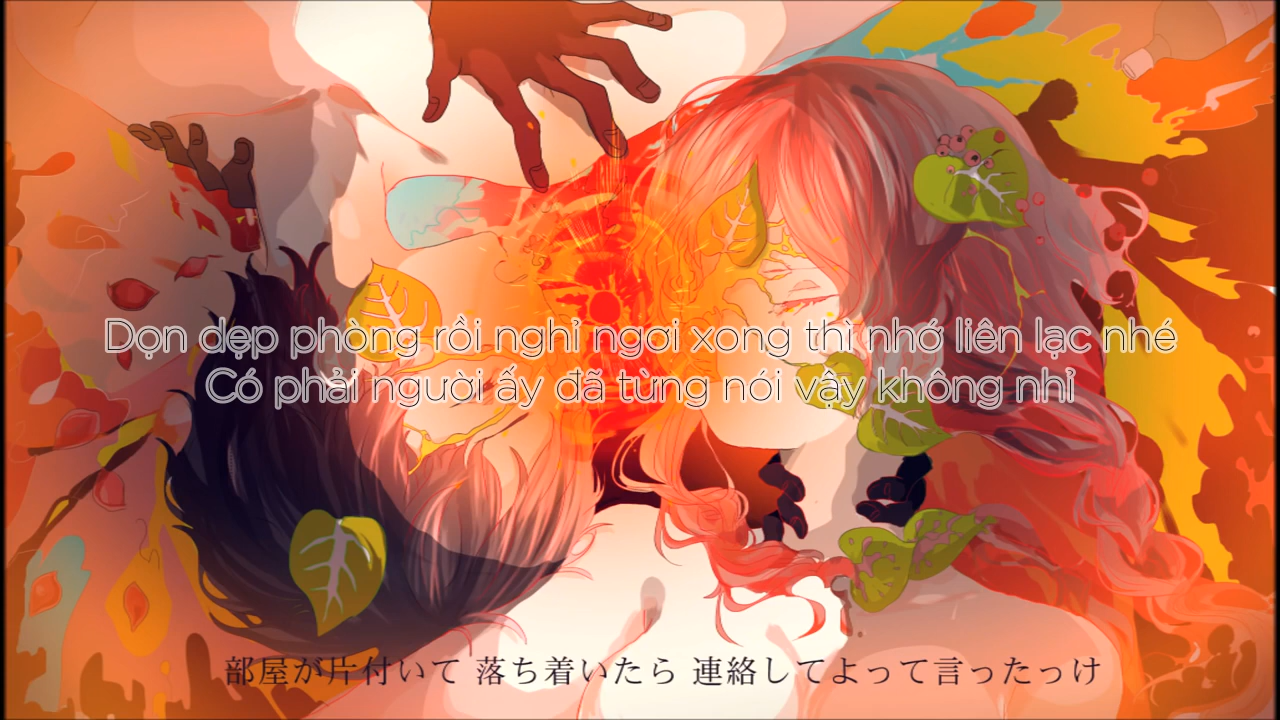 Dọn dẹp phòng rồi nghỉ ngơi xong thì nhớ liên lạc nhé
Có phải người ấy đã từng nói vậy không nhỉ
部屋が片付いて 落ち着いたら 連絡してよって言ったっけ